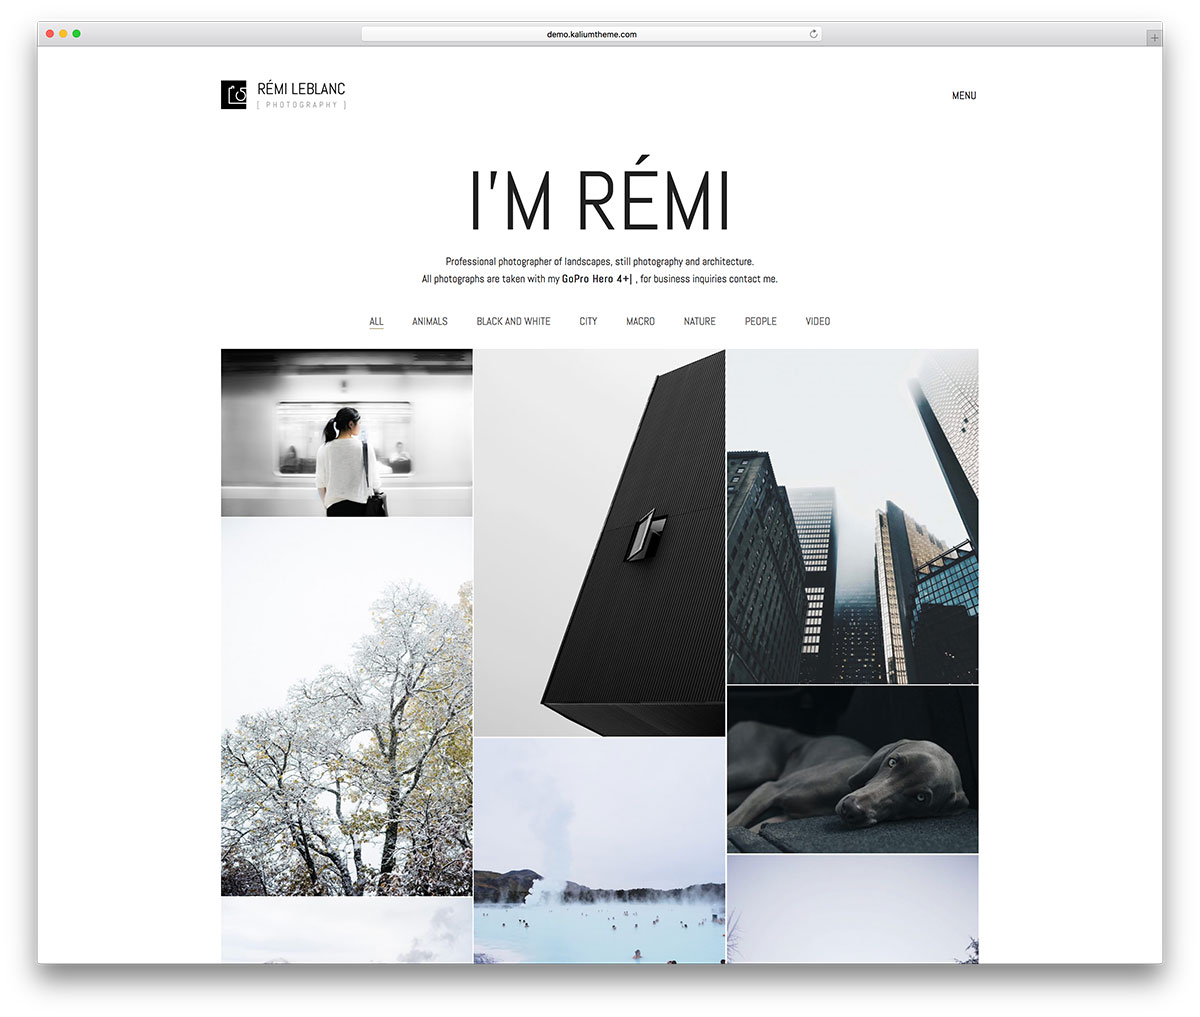 demo.kaliumtheme.com
RÉMI LEBLANC
[ PHOTOGRAPHY ]
MENU
I'M RÉMI
Professional photographer of landscapes, still photography and architecture.
All photographs are taken with my GoPro Hero 4+| , for business inquiries contact me.
ALL ANIMALS BLACK AND WHITE CITY MACRO NATURE PEOPLE VIDEO